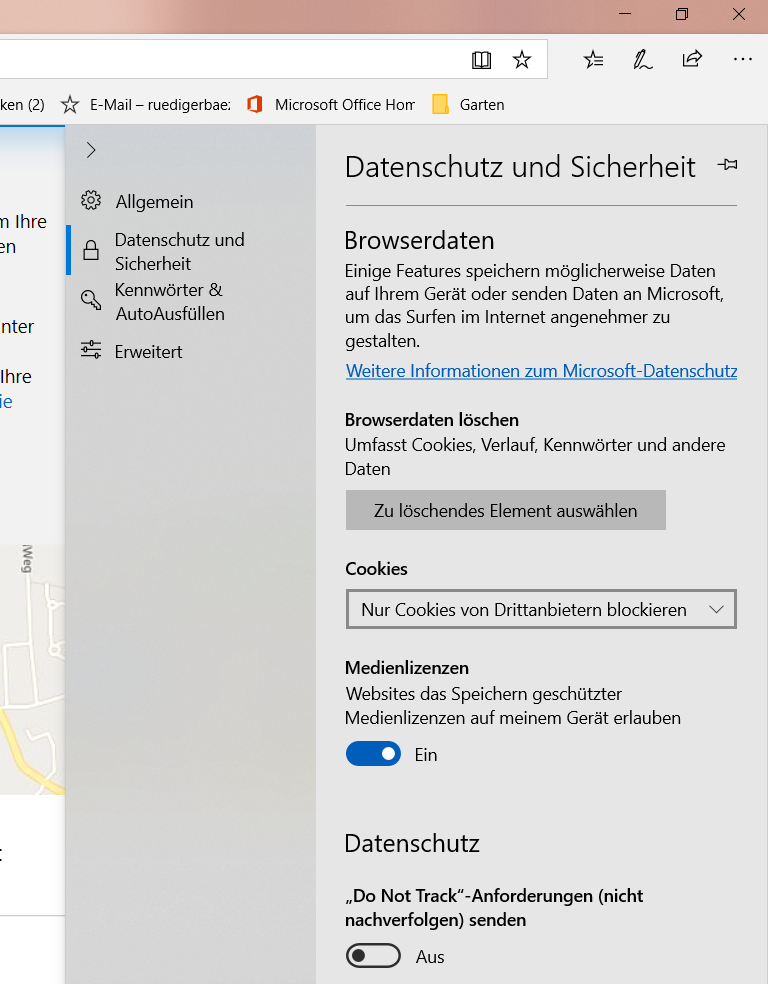 ken (2)
E-Mail – ruedigerbae
Microsoft Office Hom
Garten
m Ihre
en
nter
Ihre
ie
Weg
Allgemein
Datenschutz und
Sicherheit
Kennwörter &
AutoAusfüllen
Erweitert
Datenschutz und Sicherheit
Browserdaten
Einige Features speichern möglicherweise Daten
auf Ihrem Gerät oder senden Daten an Microsoft,
um das Surfen im Internet angenehmer zu
gestalten.
Weitere Informationen zum Microsoft-Datenschutz
Browserdaten löschen
Umfasst Cookies, Verlauf, Kennwörter und andere
Daten
Zu löschendes Element auswählen
Cookies
Nur Cookies von Drittanbietern blockieren
Medienlizenzen
Websites das Speichern geschützter
Medienlizenzen auf meinem Gerät erlauben
Ein
Datenschutz
„Do Not Track“-Anforderungen (nicht
nachverfolgen) senden
Aus